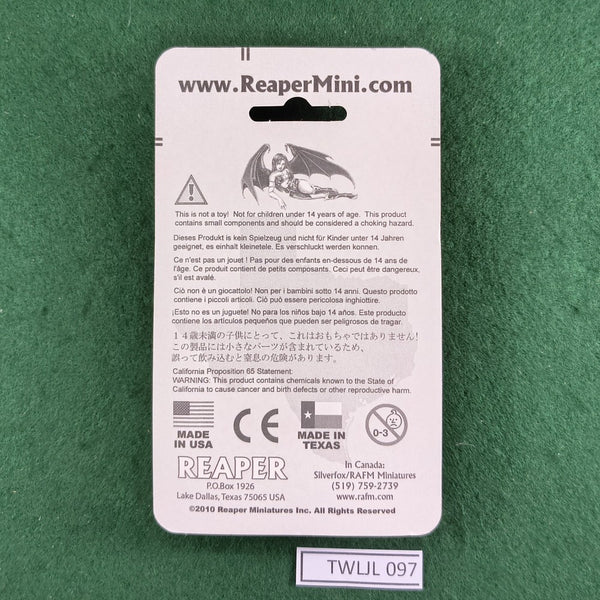 www.ReaperMini.com
This is not a toy! Not for children under 14 years of age. This product
contains small components and should be considered a choking hazard.
Dieses Produkt is kein Spielzeug und nicht für Kinder unter 14 Jahren
geeignet, es einhalt kleinetele. Es verschluckt werden konnen.
Ce n'est pas un jouet ! Pas pour des enfants en-dessous de 14 ans de
l'âge. Ce produit contient de petits composants. Ceci peut être dangereux,
s'il est avalé.
Ciò non è un giocattolo! Non per i bambini sotto 14 anni. Questo prodotto
contiene i piccoli articoli. Ciò può essere pericolosa inghiottire.
¡Esto no es un juguete! No para los niños bajo 14 años. Este producto
contiene los artículos pequeños que pueden ser peligrosos de tragar.
14歳未満の子供にとって、これはおもちゃではありません!
この製品には小さなパーツが含まれているため、
誤って飲み込むと窒息の危険があります。
California Proposition 65 Statement:
WARNING: This product contains chemicals known to the State of
California to cause cancer and birth defects or other reproductive harm.
MADE IN
USA
CE
MADE IN
TEXAS
0-3
REAPER
P.O.Box 1926
Lake Dallas, Texas 75065 USA
In Canada:
Silverfox/RAFM Miniatures
(519) 759-2739
www.rafm.com
©2010 Reaper Miniatures Inc. All Rights Reserved
TWLJL 097